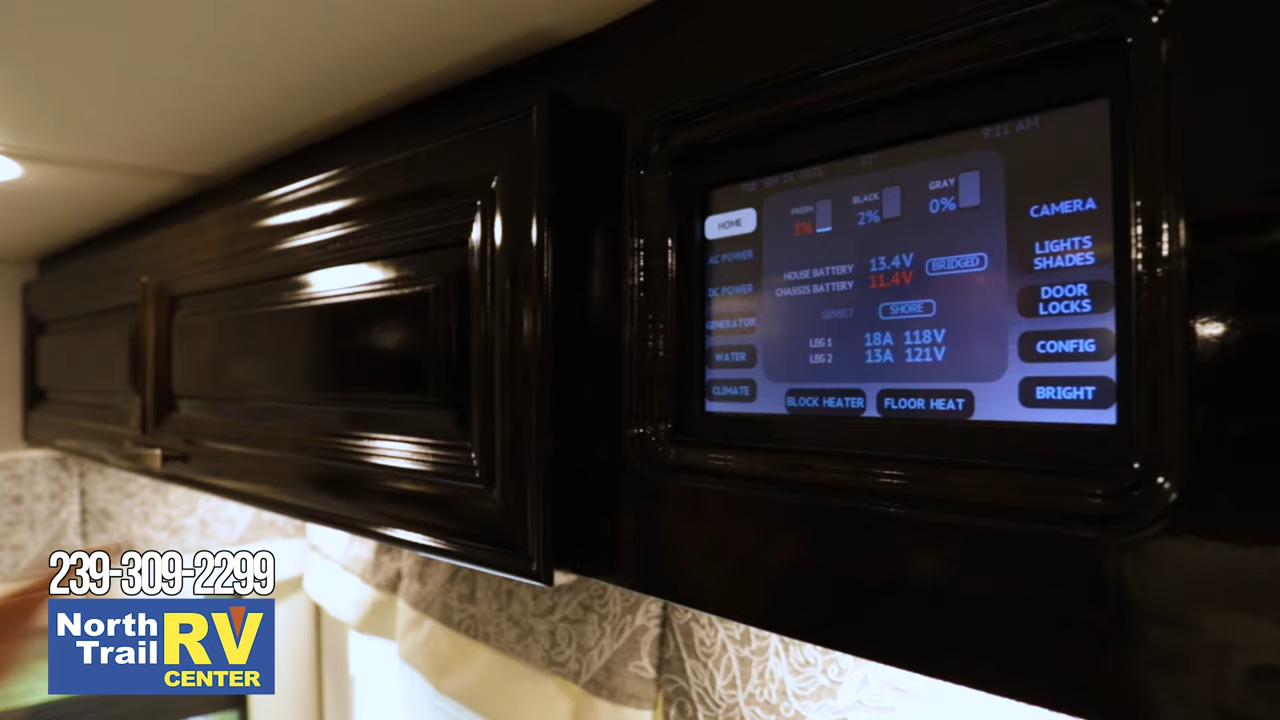 9:11 AM
82°
HOME
AC POWER
DC POWER
GENERATOR
WATER
CLIMATE
FRESH
3%
BLACK
2%
GRAY
0%
HOUSE BATTERY 13.4V BRIDGED
CHASSIS BATTERY 11.4V
GENSET SHORE
LEG 1 18A 118V
LEG 2 13A 121V
BLOCK HEATER FLOOR HEAT
CAMERA
LIGHTS
SHADES
DOOR
LOCKS
CONFIG
BRIGHT
239-309-2299
North
Trail
RV
CENTER